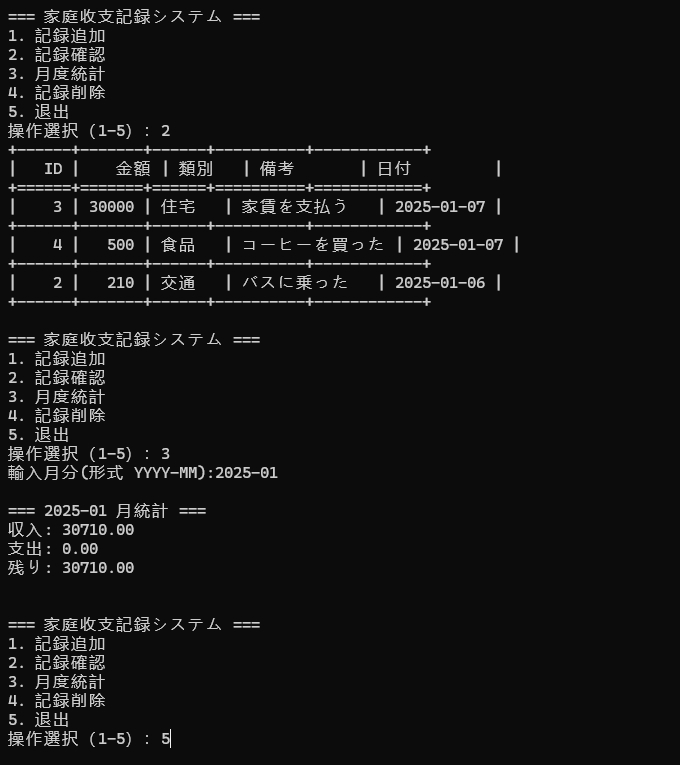 === 家庭収支記録システム ===
1. 記録追加
2. 記録確認
3. 月度統計
4. 記録削除
5. 退出
操作選択 (1-5) : 2
+------+-------+------+----------+------------+
|   ID |    金額 | 類別   | 備考       | 日付         |
+======+=======+======+==========+============+
|    3 | 30000 | 住宅   | 家賃を支払う   | 2025-01-07 |
+------+-------+------+----------+------------+
|    4 |   500 | 食品   | コーヒーを買った | 2025-01-07 |
+------+-------+------+----------+------------+
|    2 |   210 | 交通   | バスに乗った   | 2025-01-06 |
+------+-------+------+----------+------------+
=== 家庭収支記録システム ===
1. 記録追加
2. 記録確認
3. 月度統計
4. 記録削除
5. 退出
操作選択 (1-5) : 3
輸入月分(形式 YYYY-MM):2025-01
=== 2025-01 月統計 ===
収入: 30710.00
支出: 0.00
残り: 30710.00
=== 家庭収支記録システム ===
1. 記録追加
2. 記録確認
3. 月度統計
4. 記録削除
5. 退出
操作選択 (1-5) : 5